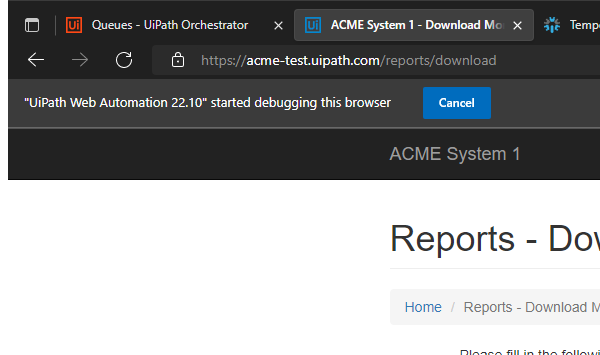 Ui Queues - UiPath Orchestrator
Ui ACME System 1 - Download Mo
Temp
https://acme-test.uipath.com/reports/download
"UiPath Web Automation 22.10" started debugging this browser
Cancel
ACME System 1
Reports - Dow
Home / Reports - Download M
Please fill in the followi